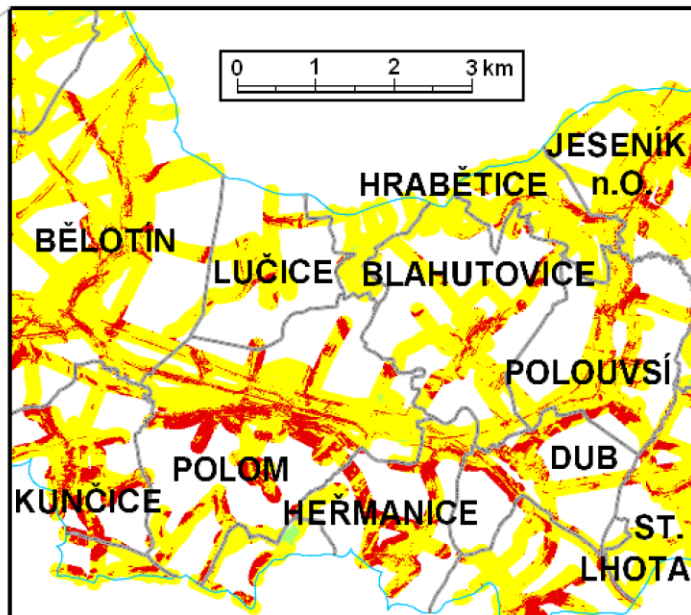 0 1 2 3 km
JESENÍK
n.O.
HRABĚTICE
BĚLOTÍN
LUČICE
BLAHUTOVICE
POLOUVSÍ
DUB
POLOM
KUNČICE
HEŘMANICE
ST.
LHOTA